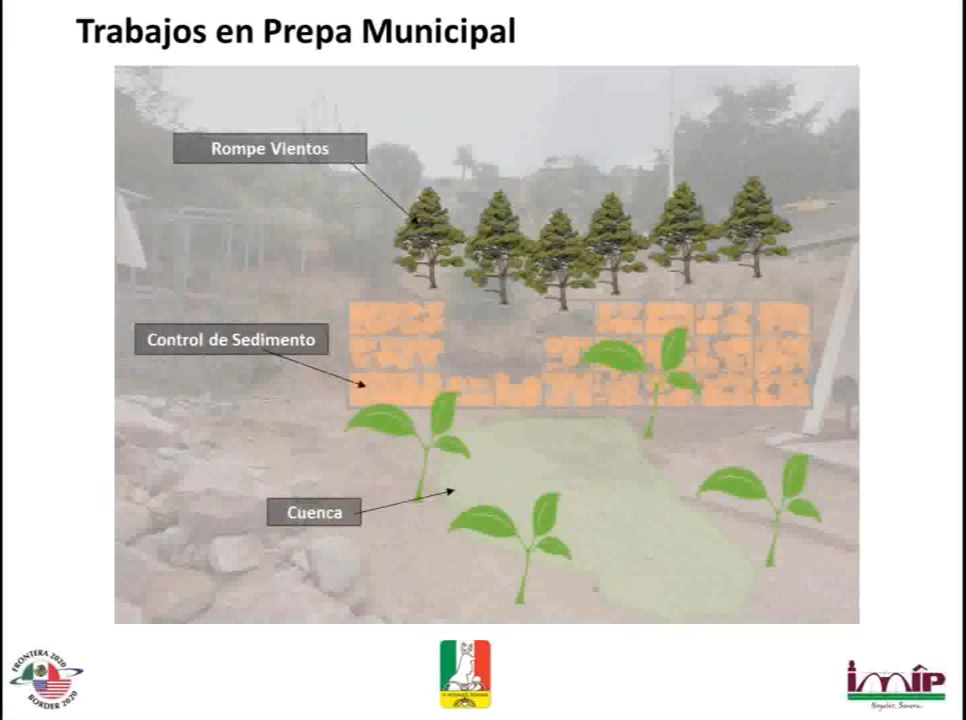 Trabajos en Prepa Municipal
Rompe Vientos
Control de Sedimento
Cuenca
FRONTERA 2020
BORDER 2020
imip
Nogales, Sonora.